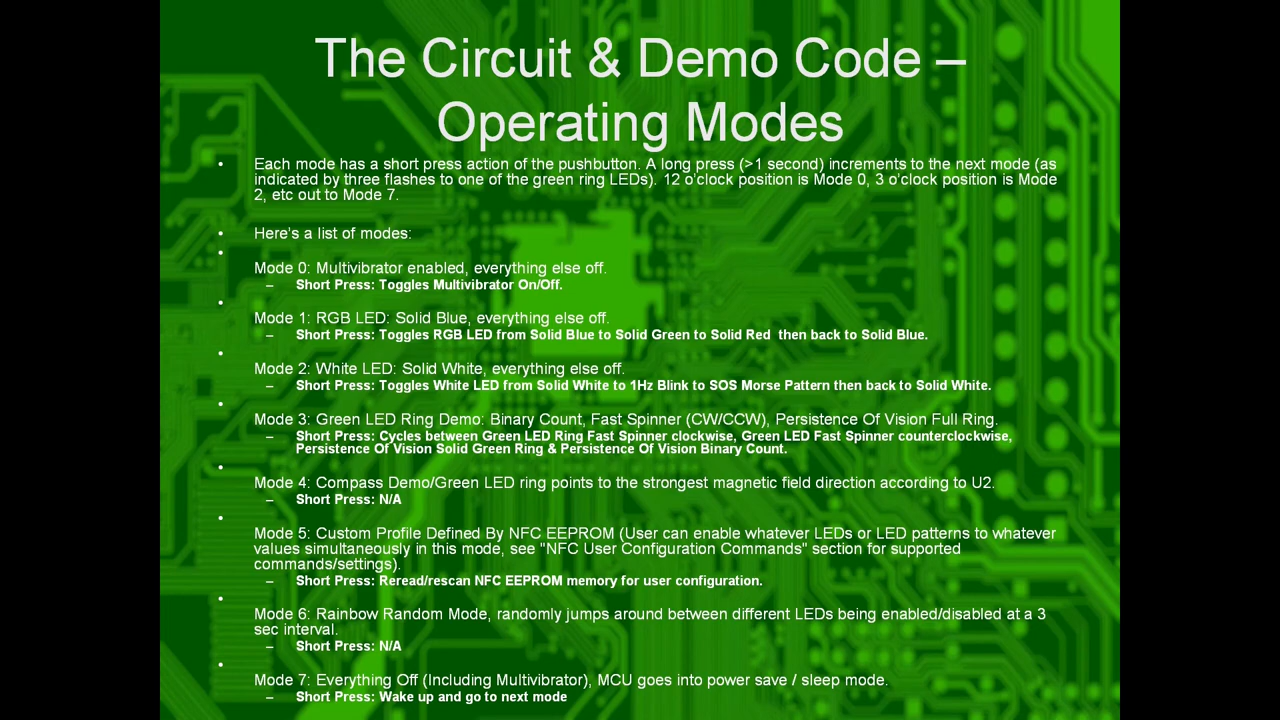 The Circuit & Demo Code –
Operating Modes
• Each mode has a short press action of the pushbutton. A long press (>1 second) increments to the next mode (as
indicated by three flashes to one of the green ring LEDs). 12 o'clock position is Mode 0, 3 o'clock position is Mode
2, etc out to Mode 7.
• Here's a list of modes:
•
Mode 0: Multivibrator enabled, everything else off.
– Short Press: Toggles Multivibrator On/Off.
•
Mode 1: RGB LED: Solid Blue, everything else off.
– Short Press: Toggles RGB LED from Solid Blue to Solid Green to Solid Red  then back to Solid Blue.
•
Mode 2: White LED: Solid White, everything else off.
– Short Press: Toggles White LED from Solid White to 1Hz Blink to SOS Morse Pattern then back to Solid White.
•
Mode 3: Green LED Ring Demo: Binary Count, Fast Spinner (CW/CCW), Persistence Of Vision Full Ring.
– Short Press: Cycles between Green LED Ring Fast Spinner clockwise, Green LED Fast Spinner counterclockwise,
Persistence Of Vision Solid Green Ring & Persistence Of Vision Binary Count.
•
Mode 4: Compass Demo/Green LED ring points to the strongest magnetic field direction according to U2.
– Short Press: N/A
•
Mode 5: Custom Profile Defined By NFC EEPROM (User can enable whatever LEDs or LED patterns to whatever
values simultaneously in this mode, see "NFC User Configuration Commands" section for supported
commands/settings).
– Short Press: Reread/rescan NFC EEPROM memory for user configuration.
•
Mode 6: Rainbow Random Mode, randomly jumps around between different LEDs being enabled/disabled at a 3
sec interval.
– Short Press: N/A
•
Mode 7: Everything Off (Including Multivibrator), MCU goes into power save / sleep mode.
– Short Press: Wake up and go to next mode